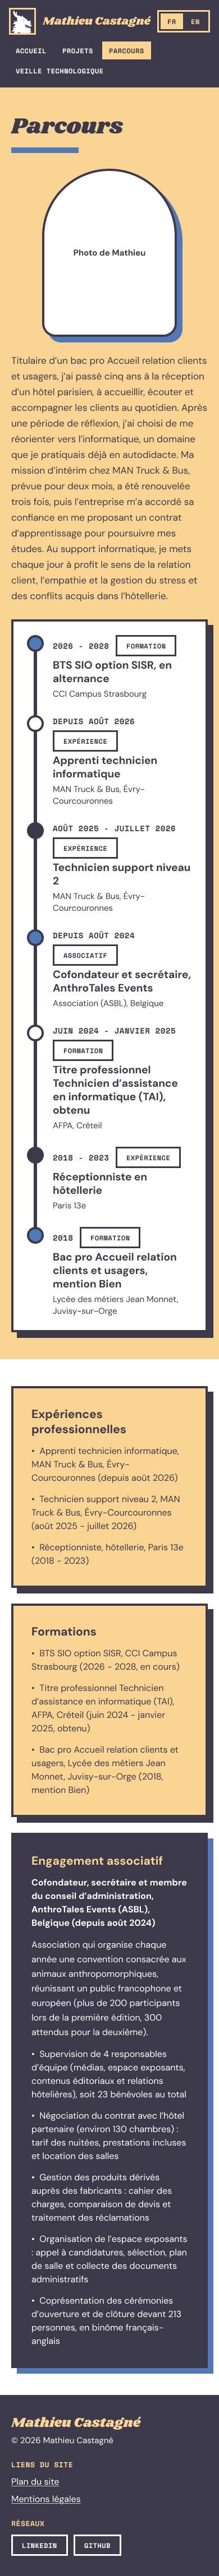 Mathieu Castagné
FR EN
ACCUEIL PROJETS PARCOURS
VEILLE TECHNOLOGIQUE
Parcours
Photo de Mathieu
Titulaire d’un bac pro Accueil relation clients
et usagers, j’ai passé cinq ans à la réception
d’un hôtel parisien, à accueillir, écouter et
accompagner les clients au quotidien. Après
une période de réflexion, j’ai choisi de me
réorienter vers l’informatique, un domaine
que je pratiquais déjà en autodidacte. Ma
mission d’intérim chez MAN Truck & Bus,
prévue pour deux mois, a été renouvelée
trois fois, puis l’entreprise m’a accordé sa
confiance en me proposant un contrat
d’apprentissage pour poursuivre mes
études. Au support informatique, je mets
chaque jour à profit le sens de la relation
client, l’empathie et la gestion du stress et
des conflits acquis dans l’hôtellerie.
2026 - 2028 FORMATION
BTS SIO option SISR, en
alternance
CCI Campus Strasbourg
DEPUIS AOÛT 2026
EXPÉRIENCE
Apprenti technicien
informatique
MAN Truck & Bus, Évry-
Courcouronnes
AOÛT 2025 - JUILLET 2026
EXPÉRIENCE
Technicien support niveau
2
MAN Truck & Bus, Évry-
Courcouronnes
DEPUIS AOÛT 2024
ASSOCIATIF
Cofondateur et secrétaire,
AnthroTales Events
Association (ASBL), Belgique
JUIN 2024 - JANVIER 2025
FORMATION
Titre professionnel
Technicien d’assistance
en informatique (TAI),
obtenu
AFPA, Créteil
2018 - 2023 EXPÉRIENCE
Réceptionniste en
hôtellerie
Paris 13e
2018 FORMATION
Bac pro Accueil relation
clients et usagers,
mention Bien
Lycée des métiers Jean Monnet,
Juvisy-sur-Orge
Expériences
professionnelles
• Apprenti technicien informatique,
MAN Truck & Bus, Évry-
Courcouronnes (depuis août 2026)
• Technicien support niveau 2, MAN
Truck & Bus, Évry-Courcouronnes
(août 2025 - juillet 2026)
• Réceptionniste, hôtellerie, Paris 13e
(2018 - 2023)
Formations
• BTS SIO option SISR, CCI Campus
Strasbourg (2026 - 2028, en cours)
• Titre professionnel Technicien
d’assistance en informatique (TAI),
AFPA, Créteil (juin 2024 - janvier
2025, obtenu)
• Bac pro Accueil relation clients et
usagers, Lycée des métiers Jean
Monnet, Juvisy-sur-Orge (2018,
mention Bien)
Engagement associatif
Cofondateur, secrétaire et membre
du conseil d’administration,
AnthroTales Events (ASBL),
Belgique (depuis août 2024)
Association qui organise chaque
année une convention consacrée aux
animaux anthropomorphiques,
réunissant un public francophone et
européen (plus de 200 participants
lors de la première édition, 300
attendus pour la deuxième).
• Supervision de 4 responsables
d’équipe (médias, espace exposants,
contenus éditoriaux et relations
hôtelières), soit 23 bénévoles au total
• Négociation du contrat avec l’hôtel
partenaire (environ 130 chambres) :
tarif des nuitées, prestations incluses
et location des salles
• Gestion des produits dérivés
auprès des fabricants : cahier des
charges, comparaison de devis et
traitement des réclamations
• Organisation de l’espace exposants
: appel à candidatures, sélection, plan
de salle et collecte des documents
administratifs
• Coprésentation des cérémonies
d’ouverture et de clôture devant 213
personnes, en binôme français-
anglais
Mathieu Castagné
© 2026 Mathieu Castagné
LIENS DU SITE
Plan du site
Mentions légales
RÉSEAUX
LINKEDIN GITHUB